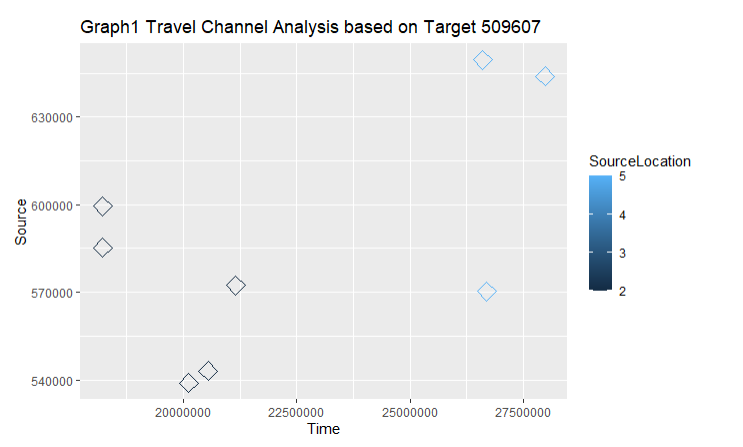 Graph1 Travel Channel Analysis based on Target 509607
630000
600000
570000
540000
Source
20000000 22500000 25000000 27500000
Time
SourceLocation
5
4
3
2